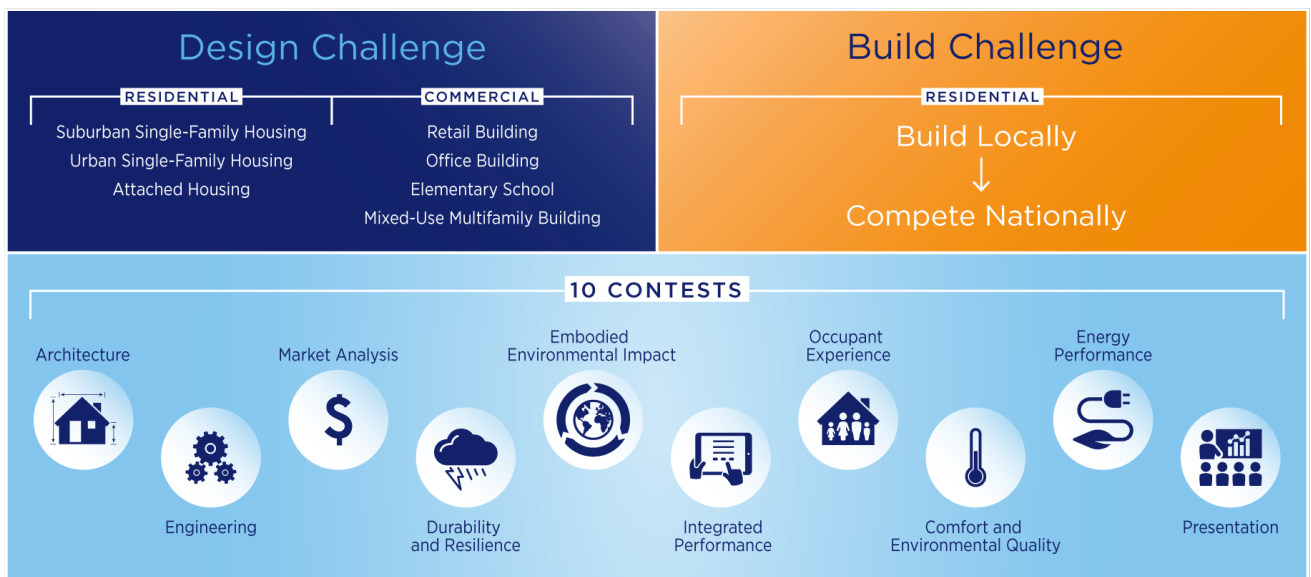 Design Challenge
RESIDENTIAL
Suburban Single-Family Housing
Urban Single-Family Housing
Attached Housing
COMMERCIAL
Retail Building
Office Building
Elementary School
Mixed-Use Multifamily Building
Build Challenge
RESIDENTIAL
Build Locally
Compete Nationally
10 CONTESTS
Architecture
Engineering
Market Analysis
$
Durability
and Resilience
Embodied
Environmental Impact
Integrated
Performance
Occupant
Experience
Comfort and
Environmental Quality
Energy
Performance
Presentation